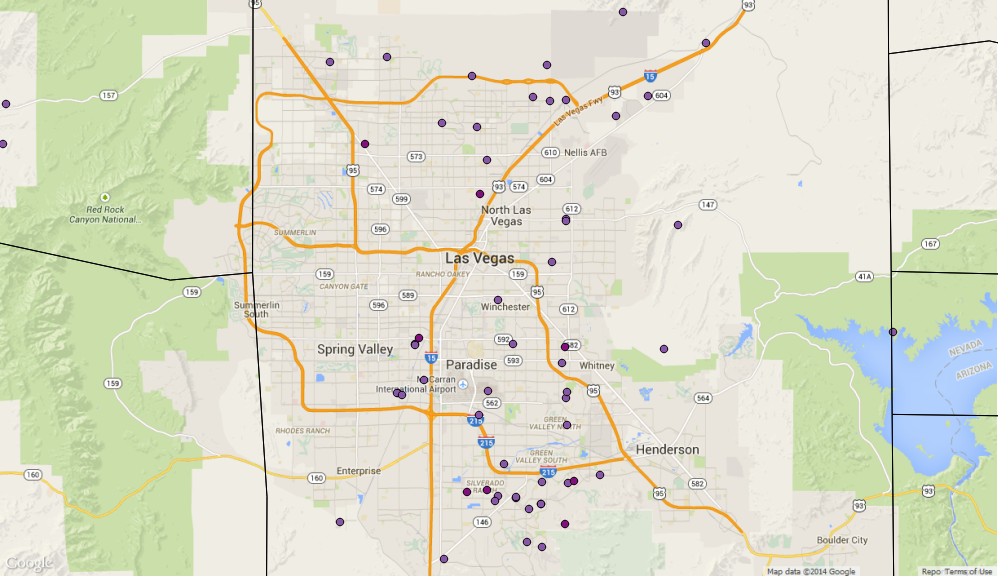 95
93
15
93
604
157
Las Vegas Fwy
610
Nellis AFB
573
95
604
574
93
574
599
Red Rock
Canyon National...
147
612
North Las
Vegas
596
SUMMERLIN
167
Las Vegas
RANCHO OAKEY
159
159
41A
CANYON GATE
159
95
589
Summerlin
South
596
Winchester
612
592
582
Spring Valley
15
593
NEVADA
ARIZONA
Paradise
Whitney
159
McCarran
International Airport
95
562
564
215
GREEN
VALLEY NORTH
RHODES RANCH
215
GREEN
VALLEY SOUTH
Henderson
160
Enterprise
160
215
SILVERADO
RANCH
582
95
93
93
146
Boulder City
Google
Map data ©2014 Google
Repo Terms of Use